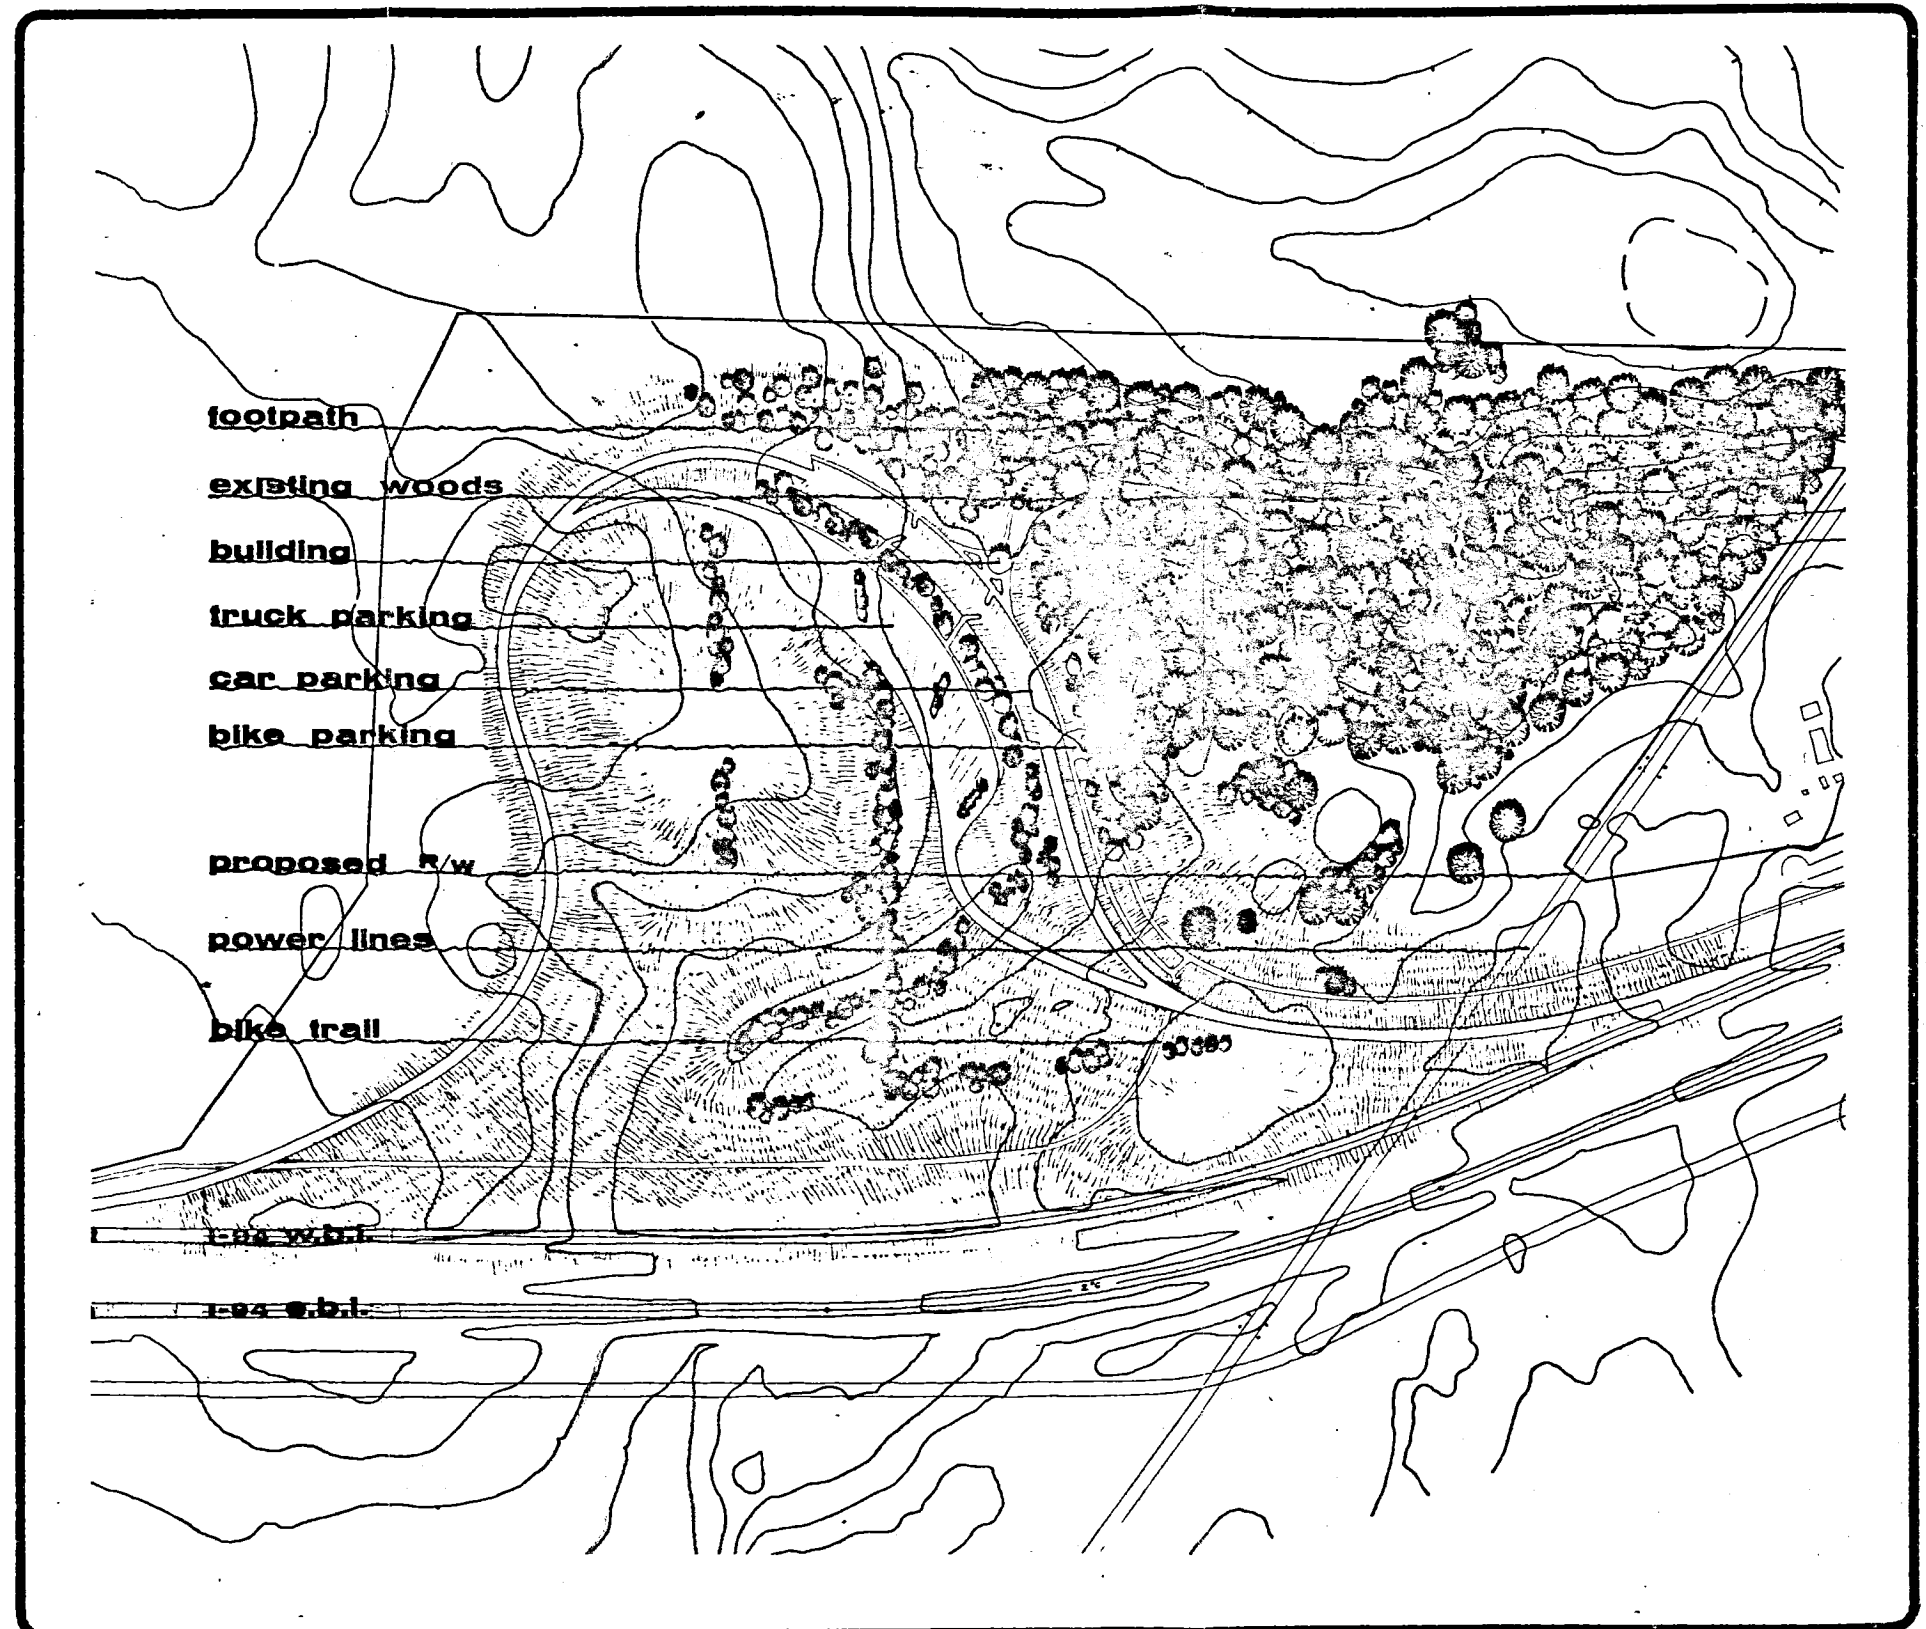 footpath
existing woods
building
truck parking
car parking
bike parking
proposed R/W
power lines
bike trail
I-94 w.b.l.
I-94 e.b.l.